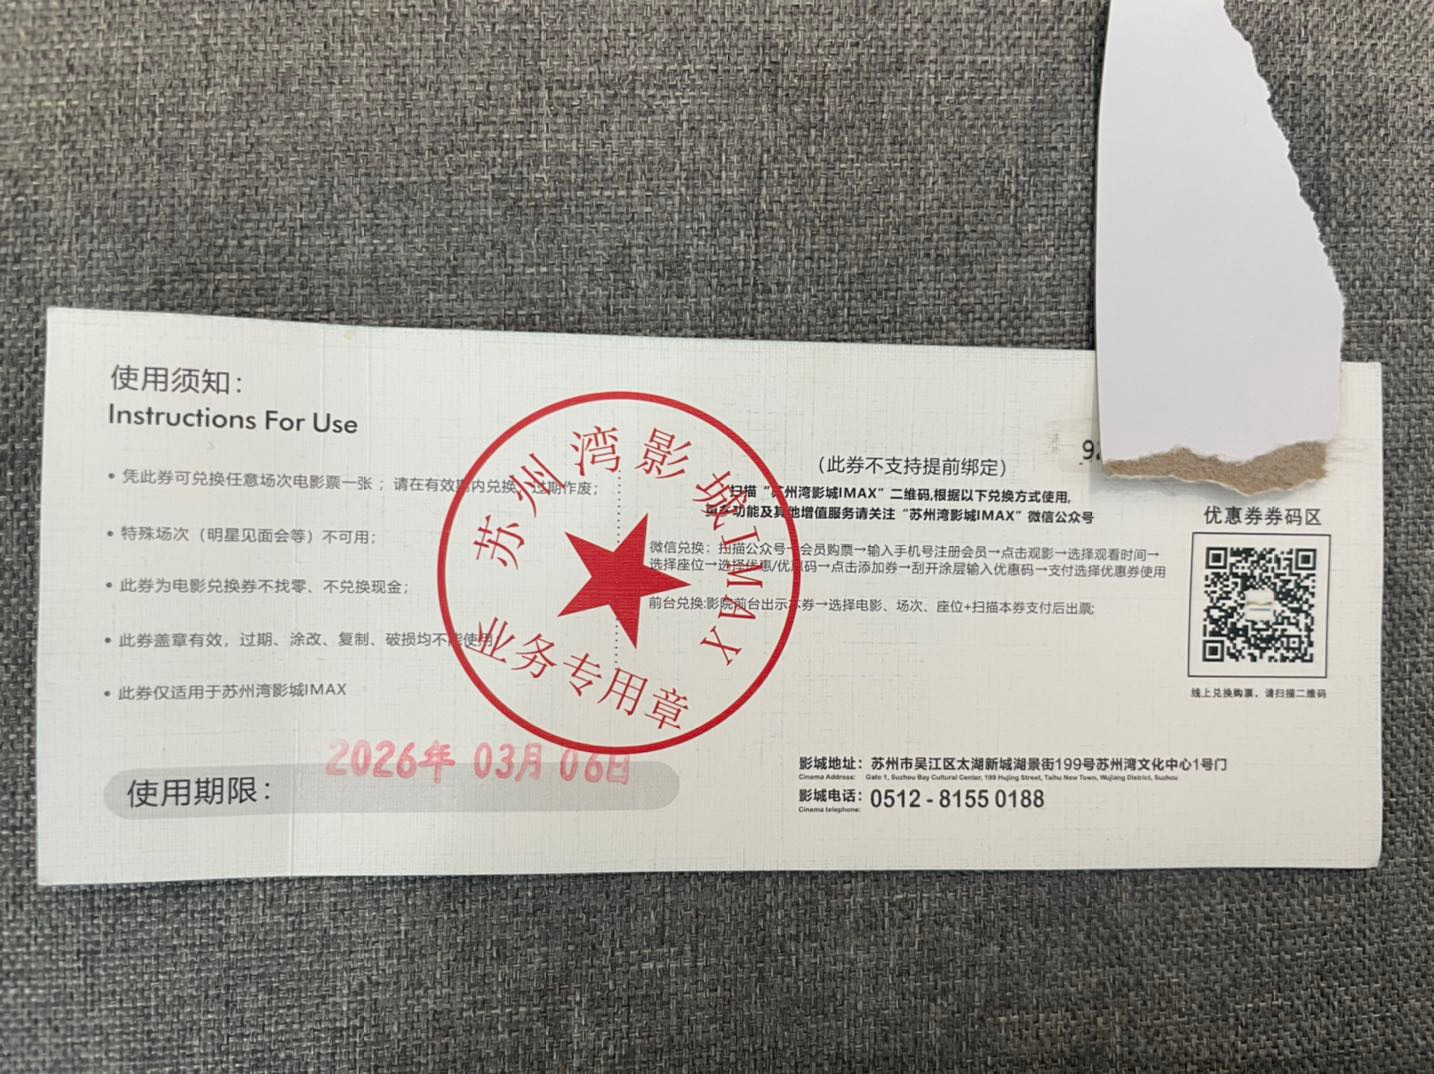 使用须知：
Instructions For Use
• 凭此券可兑换任意场次电影票一张 ；请在有效期内兑换，过期作废；
• 特殊场次（明星见面会等）不可用；
• 此券为电影兑换券不找零、不兑换现金；
• 此券盖章有效，过期、涂改、复制、破损均不能使用；
• 此券仅适用于苏州湾影城IMAX
使用期限：
2026年 03月 06日
苏州湾影城IMAX
业务专用章
（此券不支持提前绑定）
扫描“苏州湾影城IMAX”二维码,根据以下兑换方式使用,
更多功能及其他增值服务请关注“苏州湾影城IMAX”微信公众号
微信兑换：扫描公众号→会员购票→输入手机号注册会员→点击观影→选择观看时间→
选择座位→选择优惠/优惠码→点击添加券→刮开涂层输入优惠码→支付选择优惠券使用
前台兑换:影院前台出示本券→选择电影、场次、座位+扫描本券支付后出票;
优惠券券码区
线上兑换购票，请扫描二维码
影城地址：苏州市吴江区太湖新城湖景街199号苏州湾文化中心1号门
Cinema Address: Gate 1, Suzhou Bay Cultural Center, 199 Hujing Street, Taihu New Town, Wujiang District, Suzhou
影城电话：0512 - 8155 0188
Cinema telephone: